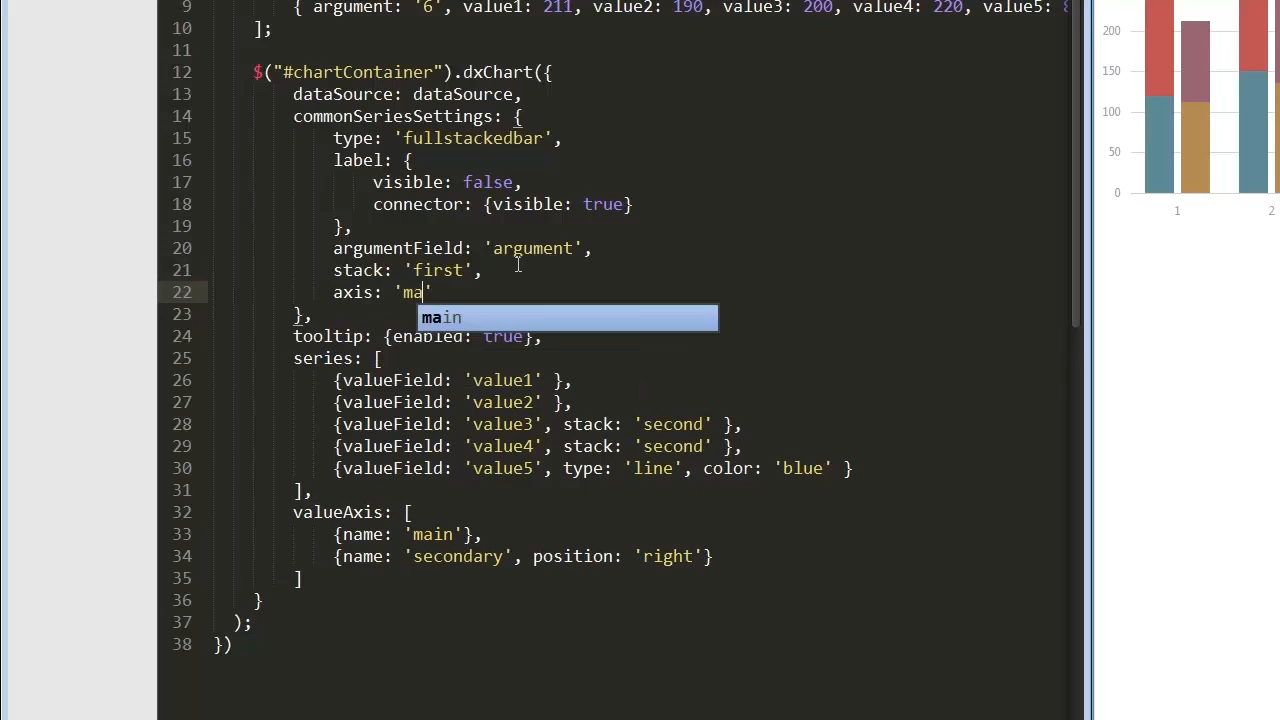 9 { argument: '6', value1: 211, value2: 190, value3: 200, value4: 220, value5:
10 ];
11
12 $("#chartContainer").dxChart({
13 dataSource: dataSource,
14 commonSeriesSettings: {
15 type: 'fullstackedbar',
16 label: {
17 visible: false,
18 connector: {visible: true}
19 },
20 argumentField: 'argument',
21 stack: 'first',
22 axis: 'ma'
main
23 },
24 tooltip: {enabled: true},
25 series: [
26 {valueField: 'value1' },
27 {valueField: 'value2' },
28 {valueField: 'value3', stack: 'second' },
29 {valueField: 'value4', stack: 'second' },
30 {valueField: 'value5', type: 'line', color: 'blue' }
31 ],
32 valueAxis: [
33 {name: 'main'},
34 {name: 'secondary', position: 'right'}
35 ]
36 }
37 );
38 })
200
150
100
50
0
1 2